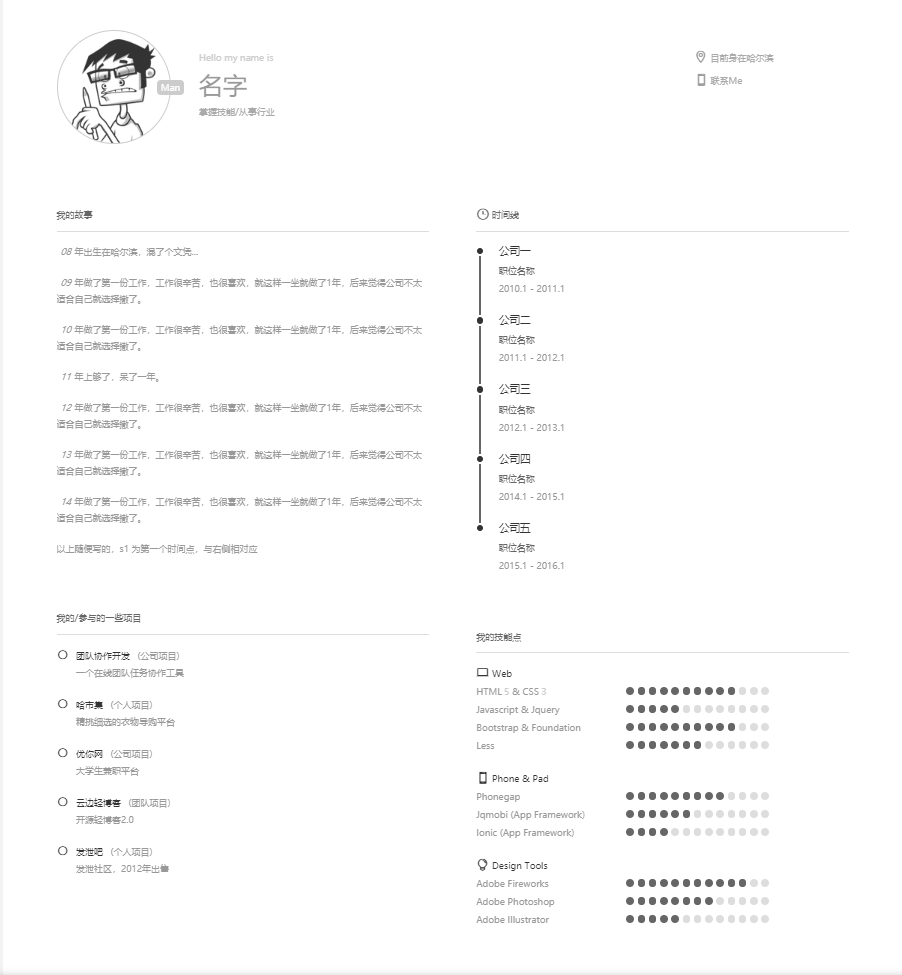 Hello my name is
Man
名字
掌握技能/从事行业
目前身在哈尔滨
联系Me
我的故事
08 年出生在哈尔滨，混了个文凭...
09 年做了第一份工作，工作很辛苦，也很喜欢，就这样一坐就做了1年，后来觉得公司不太
适合自己就选择撤了。
10 年做了第一份工作，工作很辛苦，也很喜欢，就这样一坐就做了1年，后来觉得公司不太
适合自己就选择撤了。
11 年上够了，呆了一年。
12 年做了第一份工作，工作很辛苦，也很喜欢，就这样一坐就做了1年，后来觉得公司不太
适合自己就选择撤了。
13 年做了第一份工作，工作很辛苦，也很喜欢，就这样一坐就做了1年，后来觉得公司不太
适合自己就选择撤了。
14 年做了第一份工作，工作很辛苦，也很喜欢，就这样一坐就做了1年，后来觉得公司不太
适合自己就选择撤了。
以上随便写的，s1 为第一个时间点，与右侧相对应
时间线
公司一
职位名称
2010.1 - 2011.1
公司二
职位名称
2011.1 - 2012.1
公司三
职位名称
2012.1 - 2013.1
公司四
职位名称
2014.1 - 2015.1
公司五
职位名称
2015.1 - 2016.1
我的/参与的一些项目
团队协作开发 （公司项目）
一个在线团队任务协作工具
哈市集 （个人项目）
精挑细选的衣物导购平台
优你网 （公司项目）
大学生兼职平台
云边轻博客 （团队项目）
开源轻博客2.0
发泄吧 （个人项目）
发泄社区，2012年出售
我的技能点
Web
HTML 5 & CSS 3
Javascript & Jquery
Bootstrap & Foundation
Less
Phone & Pad
Phonegap
Jqmobi (App Framework)
Ionic (App Framework)
Design Tools
Adobe Fireworks
Adobe Photoshop
Adobe Illustrator